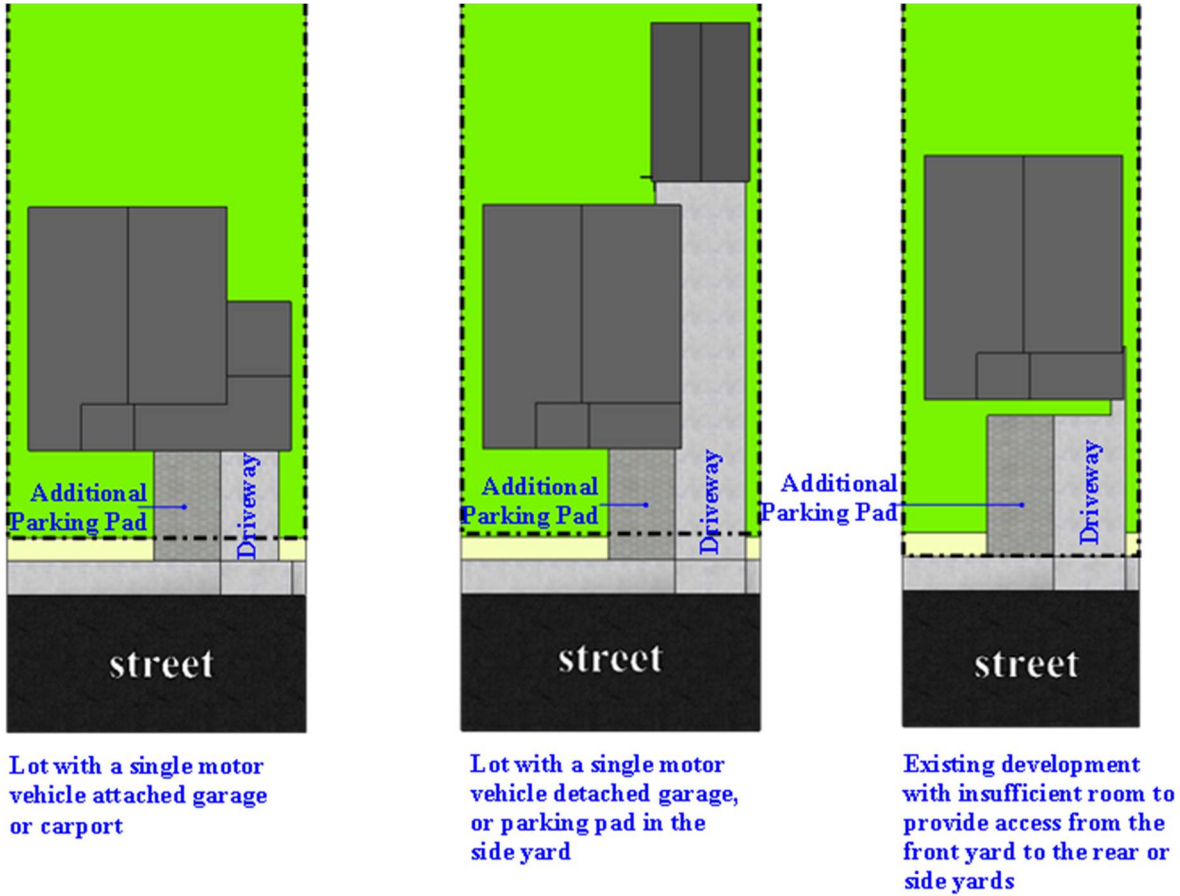 Additional
Parking Pad
Driveway
street
Lot with a single motor
vehicle attached garage
or carport
Additional
Parking Pad
Driveway
street
Lot with a single motor
vehicle detached garage,
or parking pad in the
side yard
Additional
Parking Pad
Driveway
street
Existing development
with insufficient room to
provide access from the
front yard to the rear or
side yards